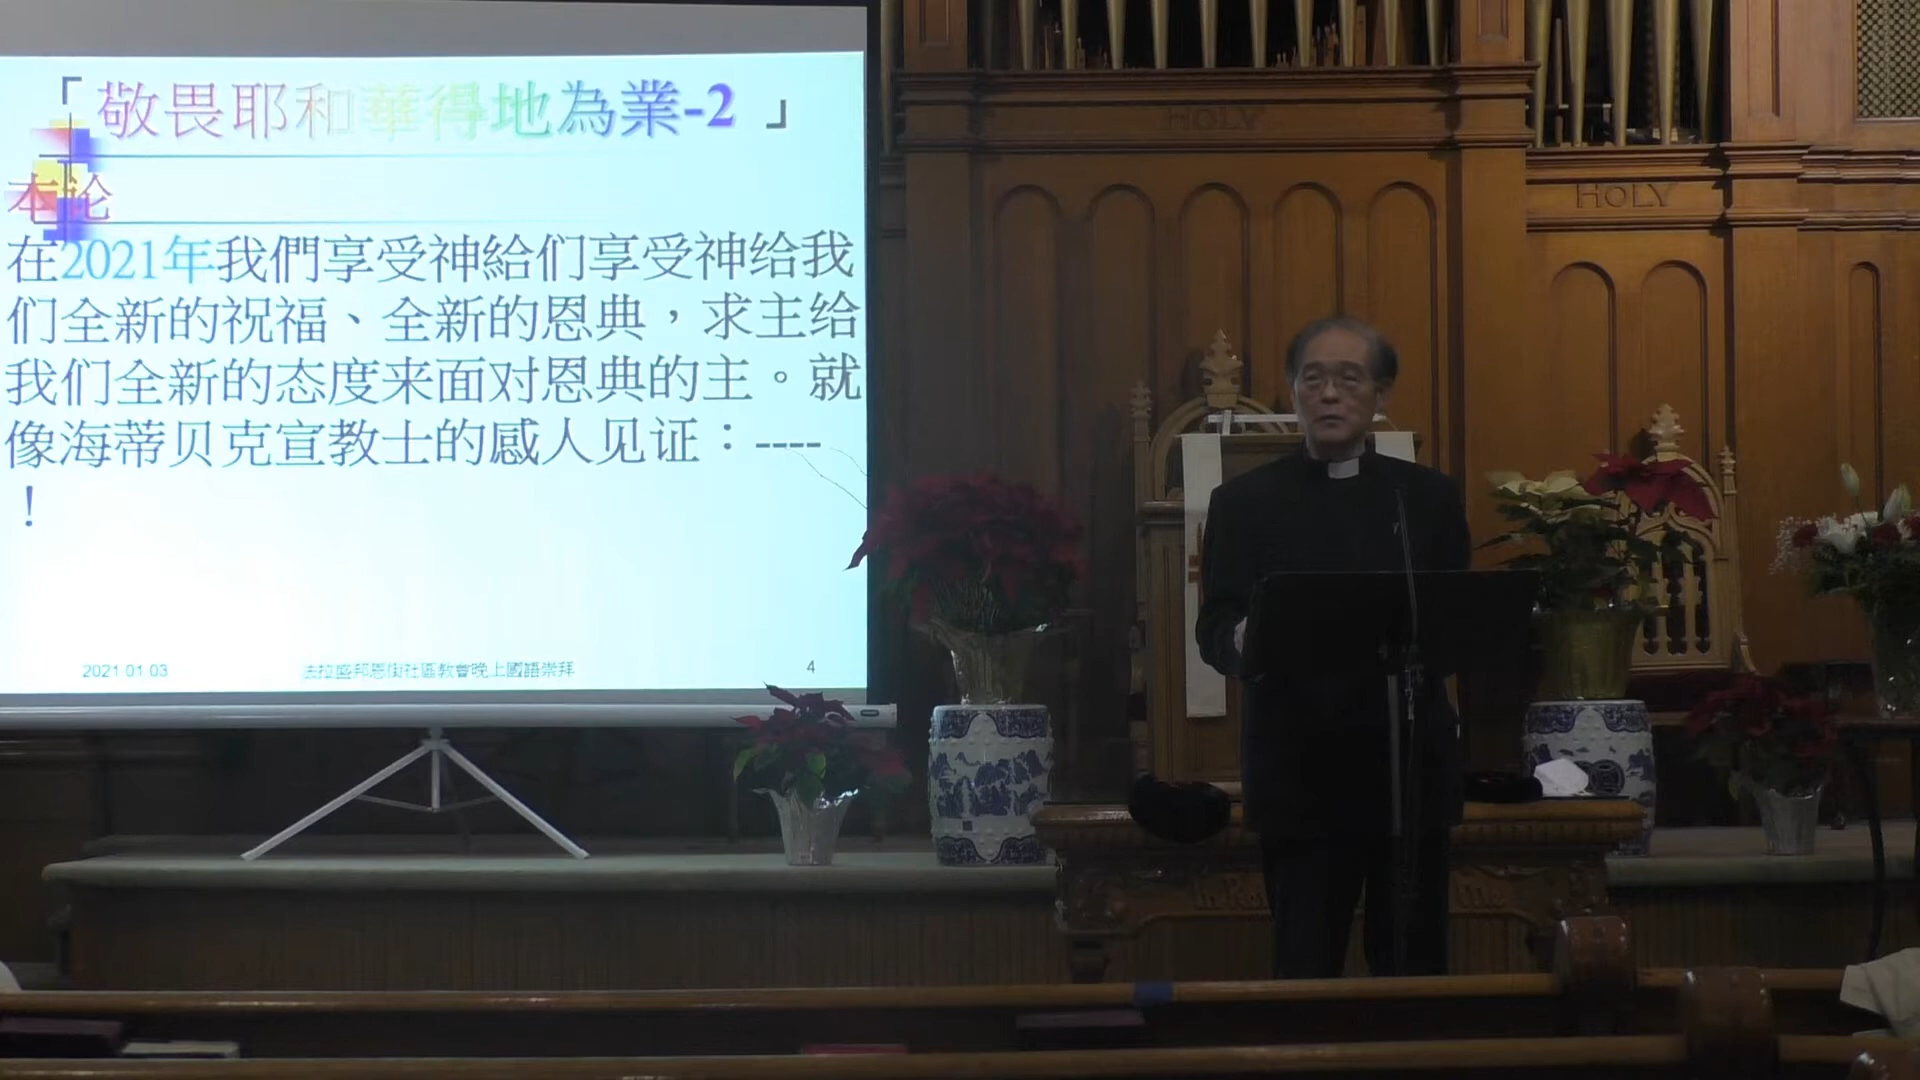 「敬畏耶和華得地為業-2」
本论
在2021年我們享受神給们享受神给我
们全新的祝福、全新的恩典，求主给
我们全新的态度来面对恩典的主。就
像海蒂贝克宣教士的感人见证：----
！
2021.01.03
法拉盛邦恩街社區教會晚上國語崇拜
4
HOLY
HOLY